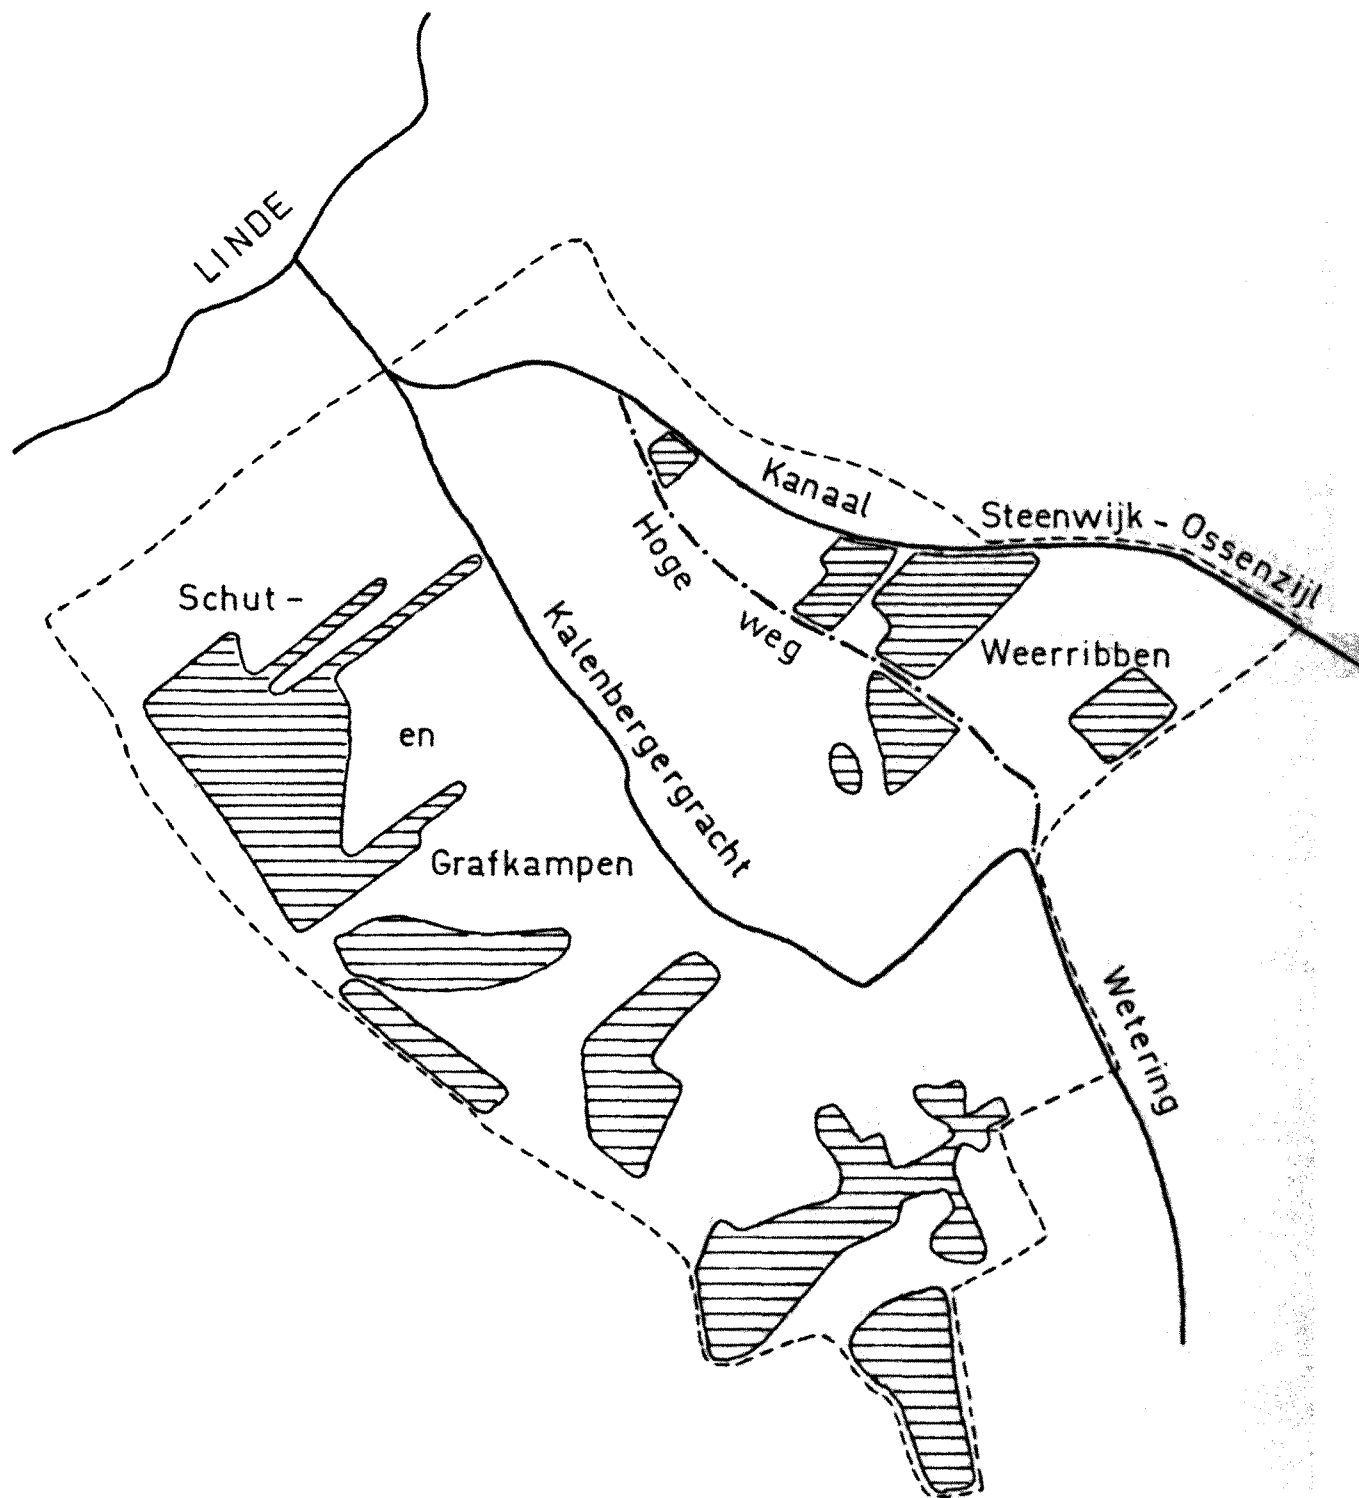 LINDE
Kanaal
Steenwijk - Ossenzijl
Hoge
weg
Schut -
Kalenbergergracht
Weerribben
en
Grafkampen
Wetering